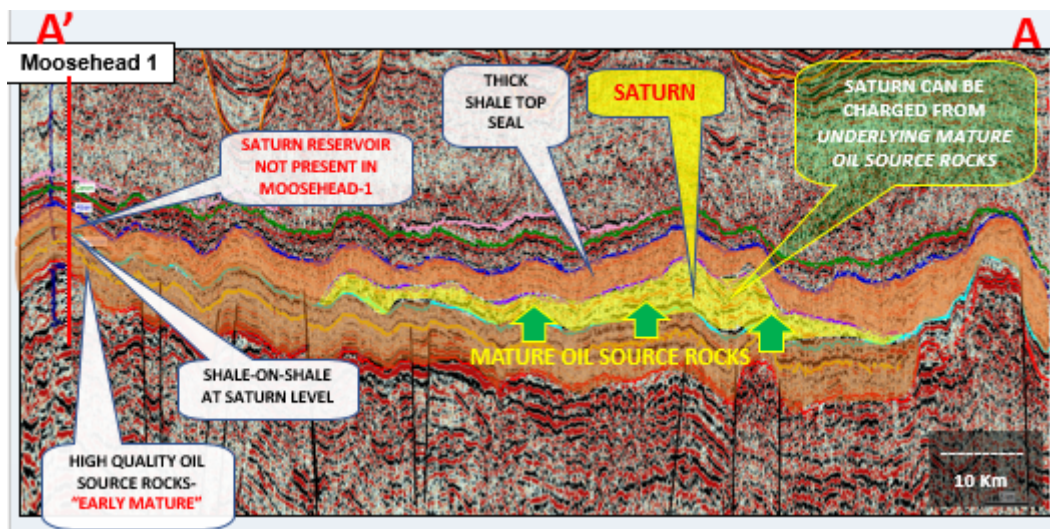 A'
A
Moosehead 1
THICK
SHALE TOP
SEAL
SATURN
SATURN CAN BE
CHARGED FROM
UNDERLYING MATURE
OIL SOURCE ROCKS
SATURN RESERVOIR
NOT PRESENT IN
MOOSEHEAD-1
MATURE OIL SOURCE ROCKS
SHALE-ON-SHALE
AT SATURN LEVEL
HIGH QUALITY OIL
SOURCE ROCKS-
"EARLY MATURE"
10 Km